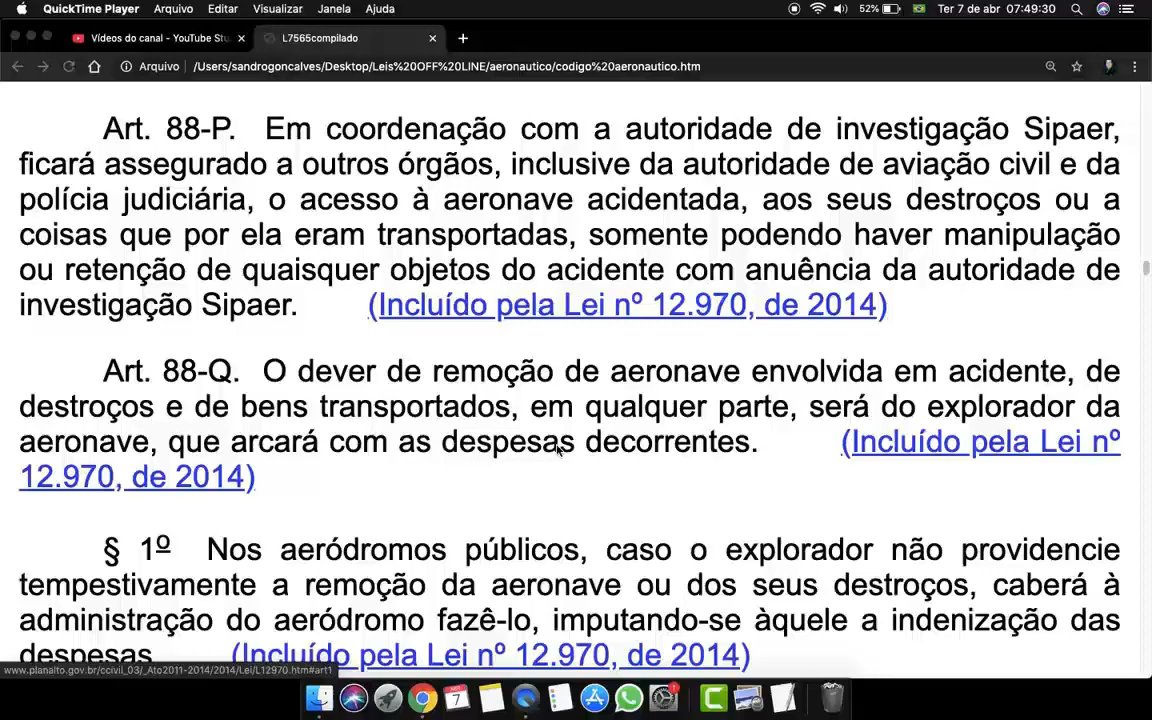 QuickTime Player Arquivo Editar Visualizar Janela Ajuda 52% Ter 7 de abr 07:49:30
Vídeos do canal - YouTube Stu L7565compilado
Arquivo /Users/sandrogoncalves/Desktop/Leis%20OFF%20LINE/aeronautico/codigo%20aeronautico.htm
Art. 88-P. Em coordenação com a autoridade de investigação Sipaer,
ficará assegurado a outros órgãos, inclusive da autoridade de aviação civil e da
polícia judiciária, o acesso à aeronave acidentada, aos seus destroços ou a
coisas que por ela eram transportadas, somente podendo haver manipulação
ou retenção de quaisquer objetos do acidente com anuência da autoridade de
investigação Sipaer. (Incluído pela Lei nº 12.970, de 2014)
Art. 88-Q. O dever de remoção de aeronave envolvida em acidente, de
destroços e de bens transportados, em qualquer parte, será do explorador da
aeronave, que arcará com as despesas decorrentes. (Incluído pela Lei nº
12.970, de 2014)
§ 1º Nos aeródromos públicos, caso o explorador não providencie
tempestivamente a remoção da aeronave ou dos seus destroços, caberá à
administração do aeródromo fazê-lo, imputando-se àquele a indenização das
despesas (Incluído pela Lei nº 12.970, de 2014)
www.planalto.gov.br/ccivil_03/_Ato2011-2014/2014/Lei/L12970.htm#art1
7
1